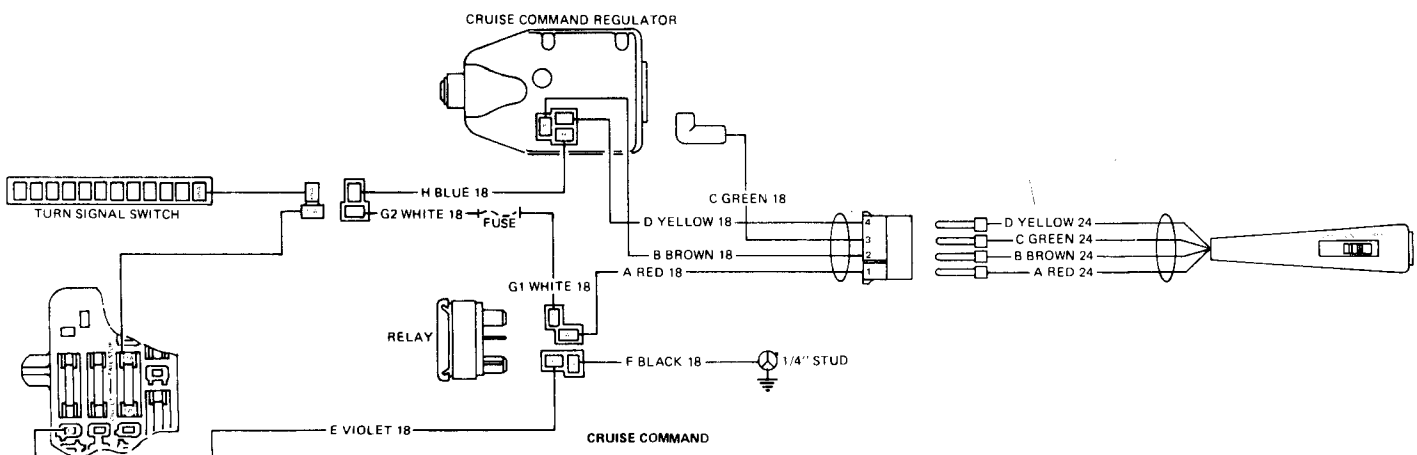 CRUISE COMMAND REGULATOR
TURN SIGNAL SWITCH
H BLUE 18
G2 WHITE 18
FUSE
C GREEN 18
D YELLOW 18
B BROWN 18
A RED 18
4
3
2
1
D YELLOW 24
C GREEN 24
B BROWN 24
A RED 24
G1 WHITE 18
RELAY
F BLACK 18
1/4" STUD
E VIOLET 18
CRUISE COMMAND